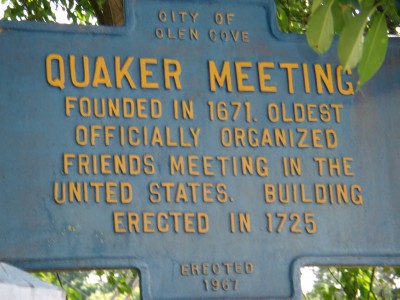 CITY OF
GLEN COVE
QUAKER MEETING
FOUNDED IN 1671. OLDEST
OFFICIALLY ORGANIZED
FRIENDS MEETING IN THE
UNITED STATES. BUILDING
ERECTED IN 1725
ERECTED
1967